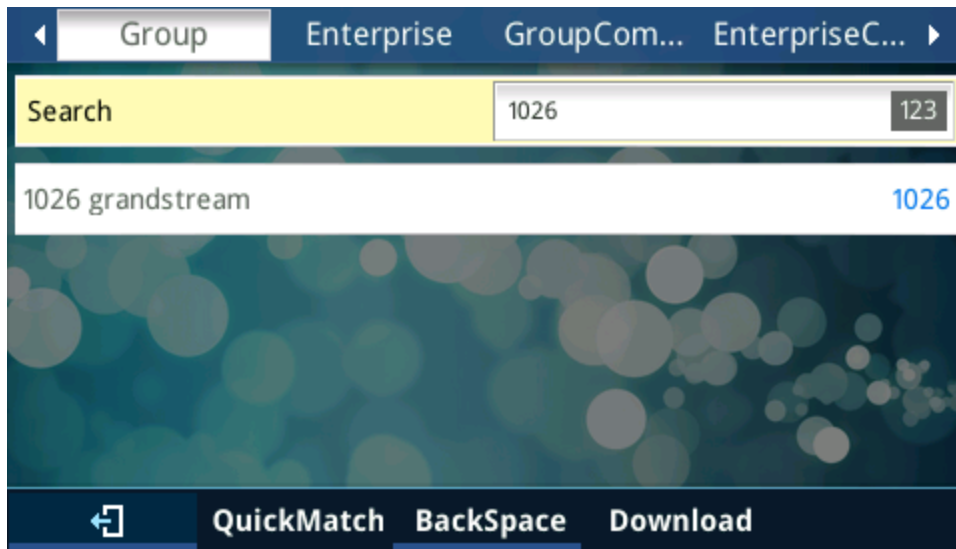 Group Enterprise GroupCom... EnterpriseC...
Search 1026 123
1026 grandstream 1026
QuickMatch BackSpace Download